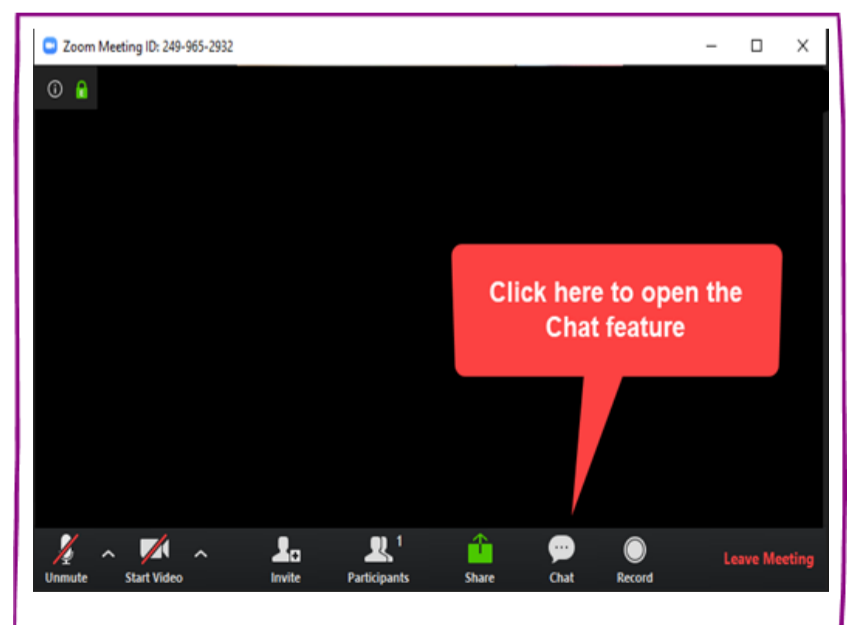 Zoom Meeting ID: 249-965-2932
Click here to open the
Chat feature
1
Unmute Start Video Invite Participants Share Chat Record Leave Meeting